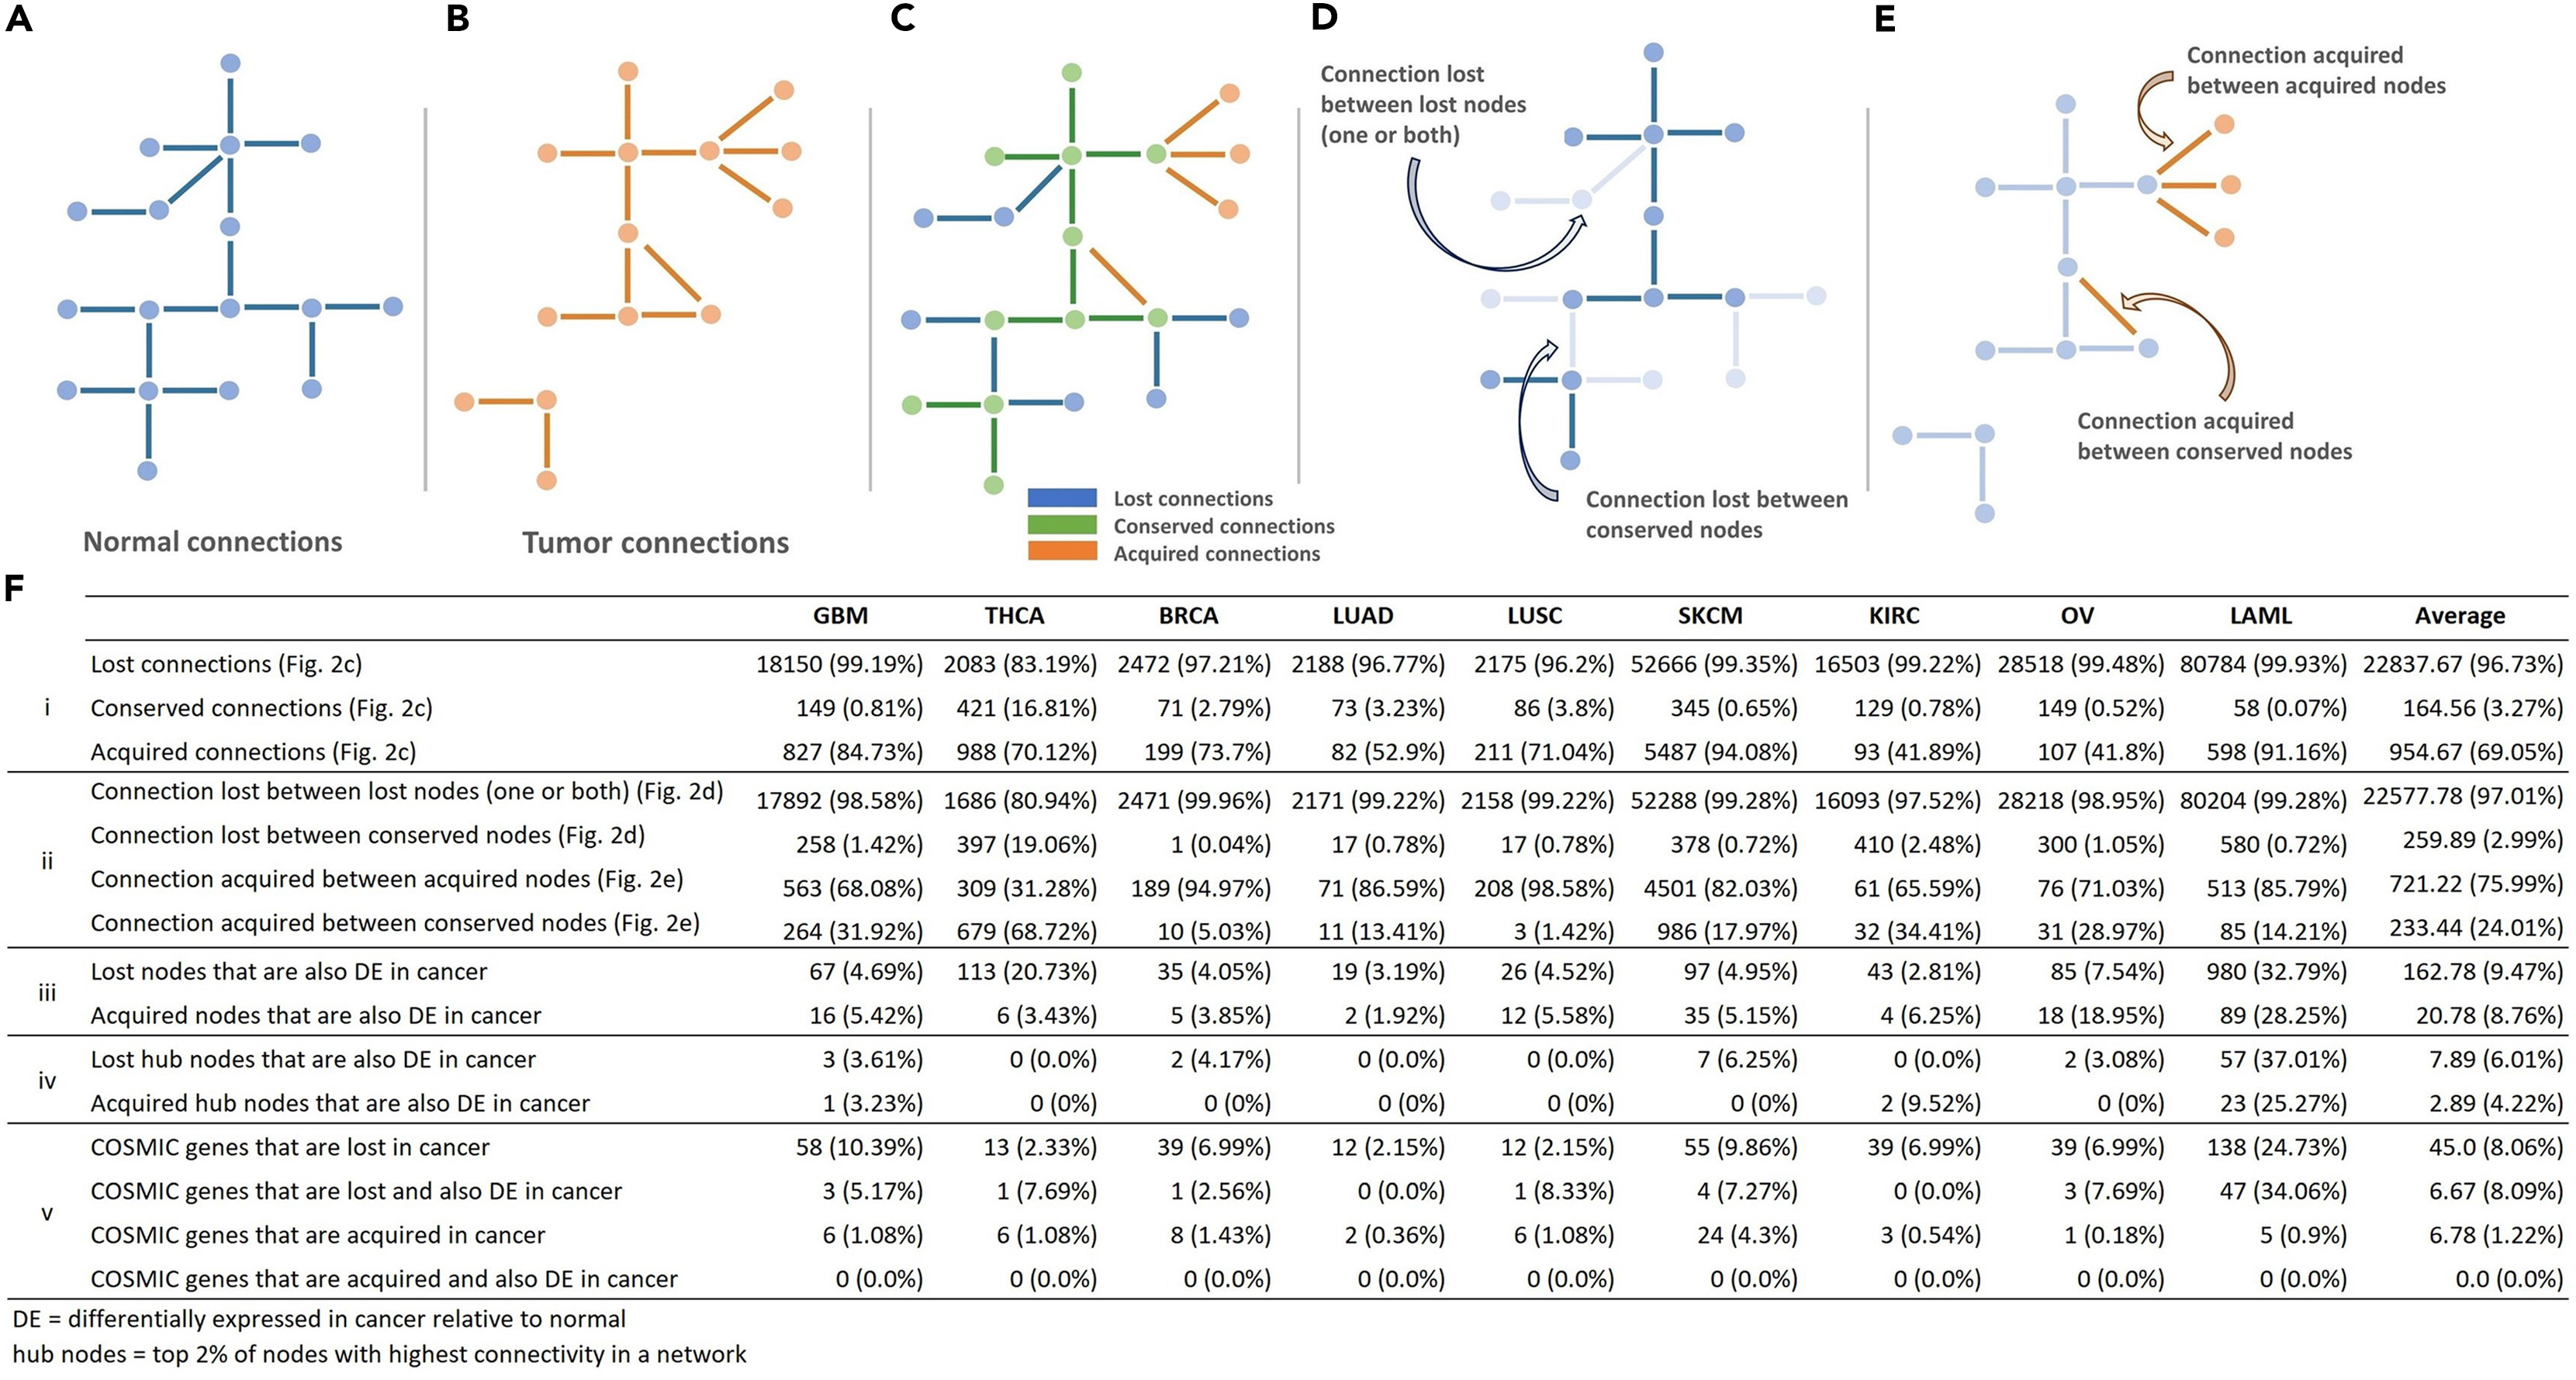 A
B
C
D
E
Connection lost
between lost nodes
(one or both)
Connection acquired
between acquired nodes
Connection acquired
between conserved nodes
Connection lost between
conserved nodes
Lost connections
Conserved connections
Acquired connections
Normal connections
Tumor connections
F
GBM THCA BRCA LUAD LUSC SKCM KIRC OV LAML Average
i
Lost connections (Fig. 2c) 18150 (99.19%) 2083 (83.19%) 2472 (97.21%) 2188 (96.77%) 2175 (96.2%) 52666 (99.35%) 16503 (99.22%) 28518 (99.48%) 80784 (99.93%) 22837.67 (96.73%)
Conserved connections (Fig. 2c) 149 (0.81%) 421 (16.81%) 71 (2.79%) 73 (3.23%) 86 (3.8%) 345 (0.65%) 129 (0.78%) 149 (0.52%) 58 (0.07%) 164.56 (3.27%)
Acquired connections (Fig. 2c) 827 (84.73%) 988 (70.12%) 199 (73.7%) 82 (52.9%) 211 (71.04%) 5487 (94.08%) 93 (41.89%) 107 (41.8%) 598 (91.16%) 954.67 (69.05%)
ii
Connection lost between lost nodes (one or both) (Fig. 2d) 17892 (98.58%) 1686 (80.94%) 2471 (99.96%) 2171 (99.22%) 2158 (99.22%) 52288 (99.28%) 16093 (97.52%) 28218 (98.95%) 80204 (99.28%) 22577.78 (97.01%)
Connection lost between conserved nodes (Fig. 2d) 258 (1.42%) 397 (19.06%) 1 (0.04%) 17 (0.78%) 17 (0.78%) 378 (0.72%) 410 (2.48%) 300 (1.05%) 580 (0.72%) 259.89 (2.99%)
Connection acquired between acquired nodes (Fig. 2e) 563 (68.08%) 309 (31.28%) 189 (94.97%) 71 (86.59%) 208 (98.58%) 4501 (82.03%) 61 (65.59%) 76 (71.03%) 513 (85.79%) 721.22 (75.99%)
Connection acquired between conserved nodes (Fig. 2e) 264 (31.92%) 679 (68.72%) 10 (5.03%) 11 (13.41%) 3 (1.42%) 986 (17.97%) 32 (34.41%) 31 (28.97%) 85 (14.21%) 233.44 (24.01%)
iii
Lost nodes that are also DE in cancer 67 (4.69%) 113 (20.73%) 35 (4.05%) 19 (3.19%) 26 (4.52%) 97 (4.95%) 43 (2.81%) 85 (7.54%) 980 (32.79%) 162.78 (9.47%)
Acquired nodes that are also DE in cancer 16 (5.42%) 6 (3.43%) 5 (3.85%) 2 (1.92%) 12 (5.58%) 35 (5.15%) 4 (6.25%) 18 (18.95%) 89 (28.25%) 20.78 (8.76%)
iv
Lost hub nodes that are also DE in cancer 3 (3.61%) 0 (0.0%) 2 (4.17%) 0 (0.0%) 0 (0.0%) 7 (6.25%) 0 (0.0%) 2 (3.08%) 57 (37.01%) 7.89 (6.01%)
Acquired hub nodes that are also DE in cancer 1 (3.23%) 0 (0%) 0 (0%) 0 (0%) 0 (0%) 0 (0%) 2 (9.52%) 0 (0%) 23 (25.27%) 2.89 (4.22%)
v
COSMIC genes that are lost in cancer 58 (10.39%) 13 (2.33%) 39 (6.99%) 12 (2.15%) 12 (2.15%) 55 (9.86%) 39 (6.99%) 39 (6.99%) 138 (24.73%) 45.0 (8.06%)
COSMIC genes that are lost and also DE in cancer 3 (5.17%) 1 (7.69%) 1 (2.56%) 0 (0.0%) 1 (8.33%) 4 (7.27%) 0 (0.0%) 3 (7.69%) 47 (34.06%) 6.67 (8.09%)
COSMIC genes that are acquired in cancer 6 (1.08%) 6 (1.08%) 8 (1.43%) 2 (0.36%) 6 (1.08%) 24 (4.3%) 3 (0.54%) 1 (0.18%) 5 (0.9%) 6.78 (1.22%)
COSMIC genes that are acquired and also DE in cancer 0 (0.0%) 0 (0.0%) 0 (0.0%) 0 (0.0%) 0 (0.0%) 0 (0.0%) 0 (0.0%) 0 (0.0%) 0 (0.0%) 0.0 (0.0%)
DE = differentially expressed in cancer relative to normal
hub nodes = top 2% of nodes with highest connectivity in a network